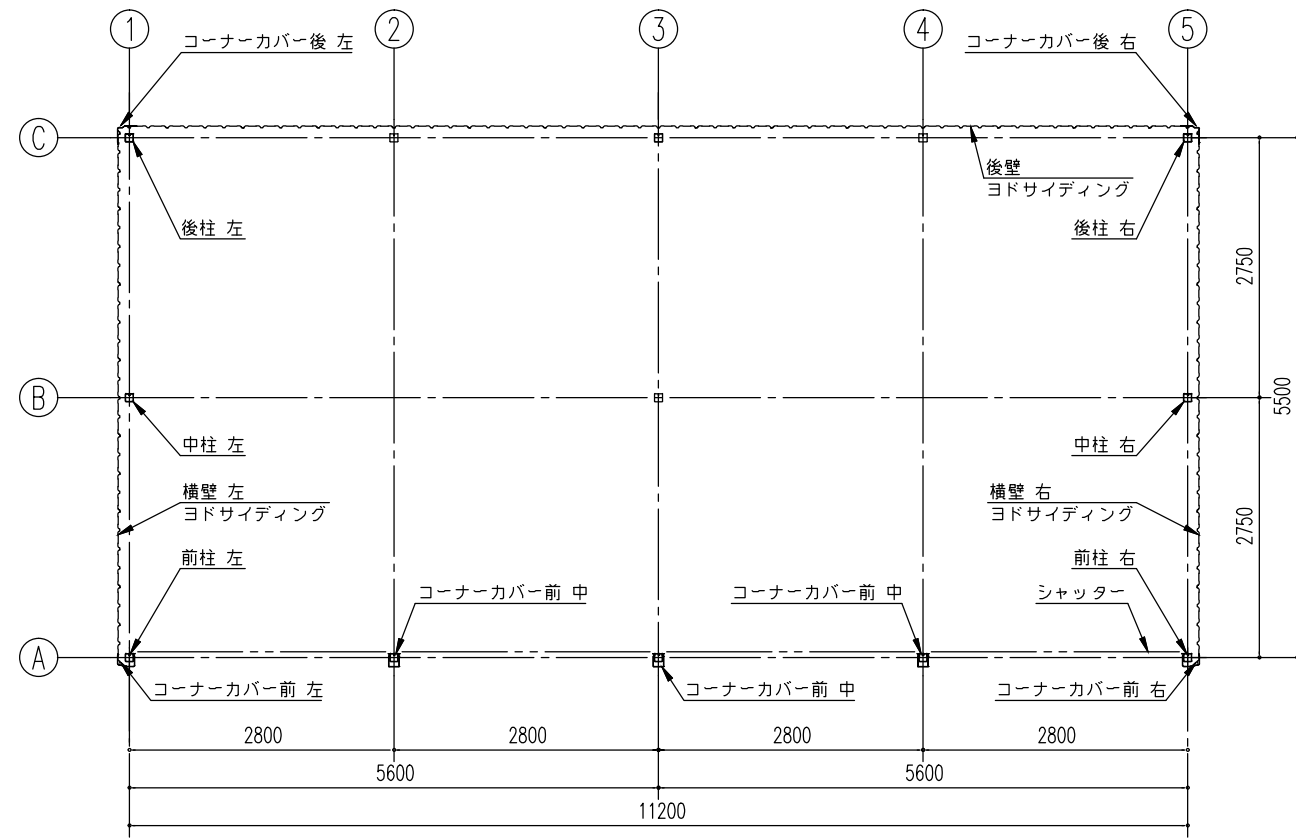 1 2 3 4 5
コーナーカバー後 左
コーナーカバー後 右
C
後壁
ヨドサイディング
後柱 左
後柱 右
2750
B
5500
中柱 左
中柱 右
横壁 左
ヨドサイディング
横壁 右
ヨドサイディング
2750
前柱 左
前柱 右
コーナーカバー前 中
コーナーカバー前 中
シャッター
A
コーナーカバー前 左
コーナーカバー前 中
コーナーカバー前 右
2800 2800 2800 2800
5600 5600
11200